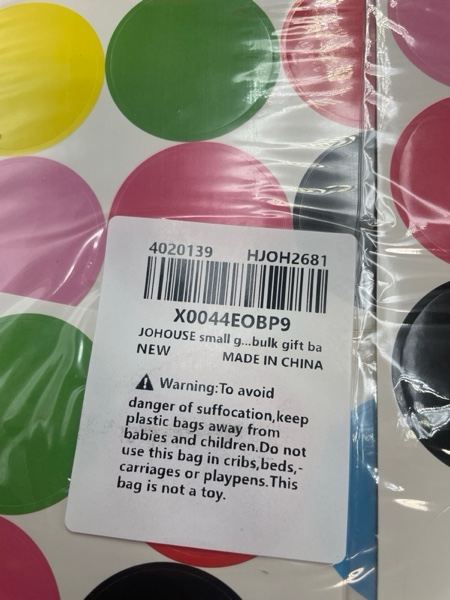 4020139 HJOH2681
X0044EOBP9
JOHOUSE small g...bulk gift ba
NEW MADE IN CHINA
Warning:To avoid
danger of suffocation,keep
plastic bags away from
babies and children.Do not
use this bag in cribs,beds,-
carriages or playpens.This
bag is not a toy.